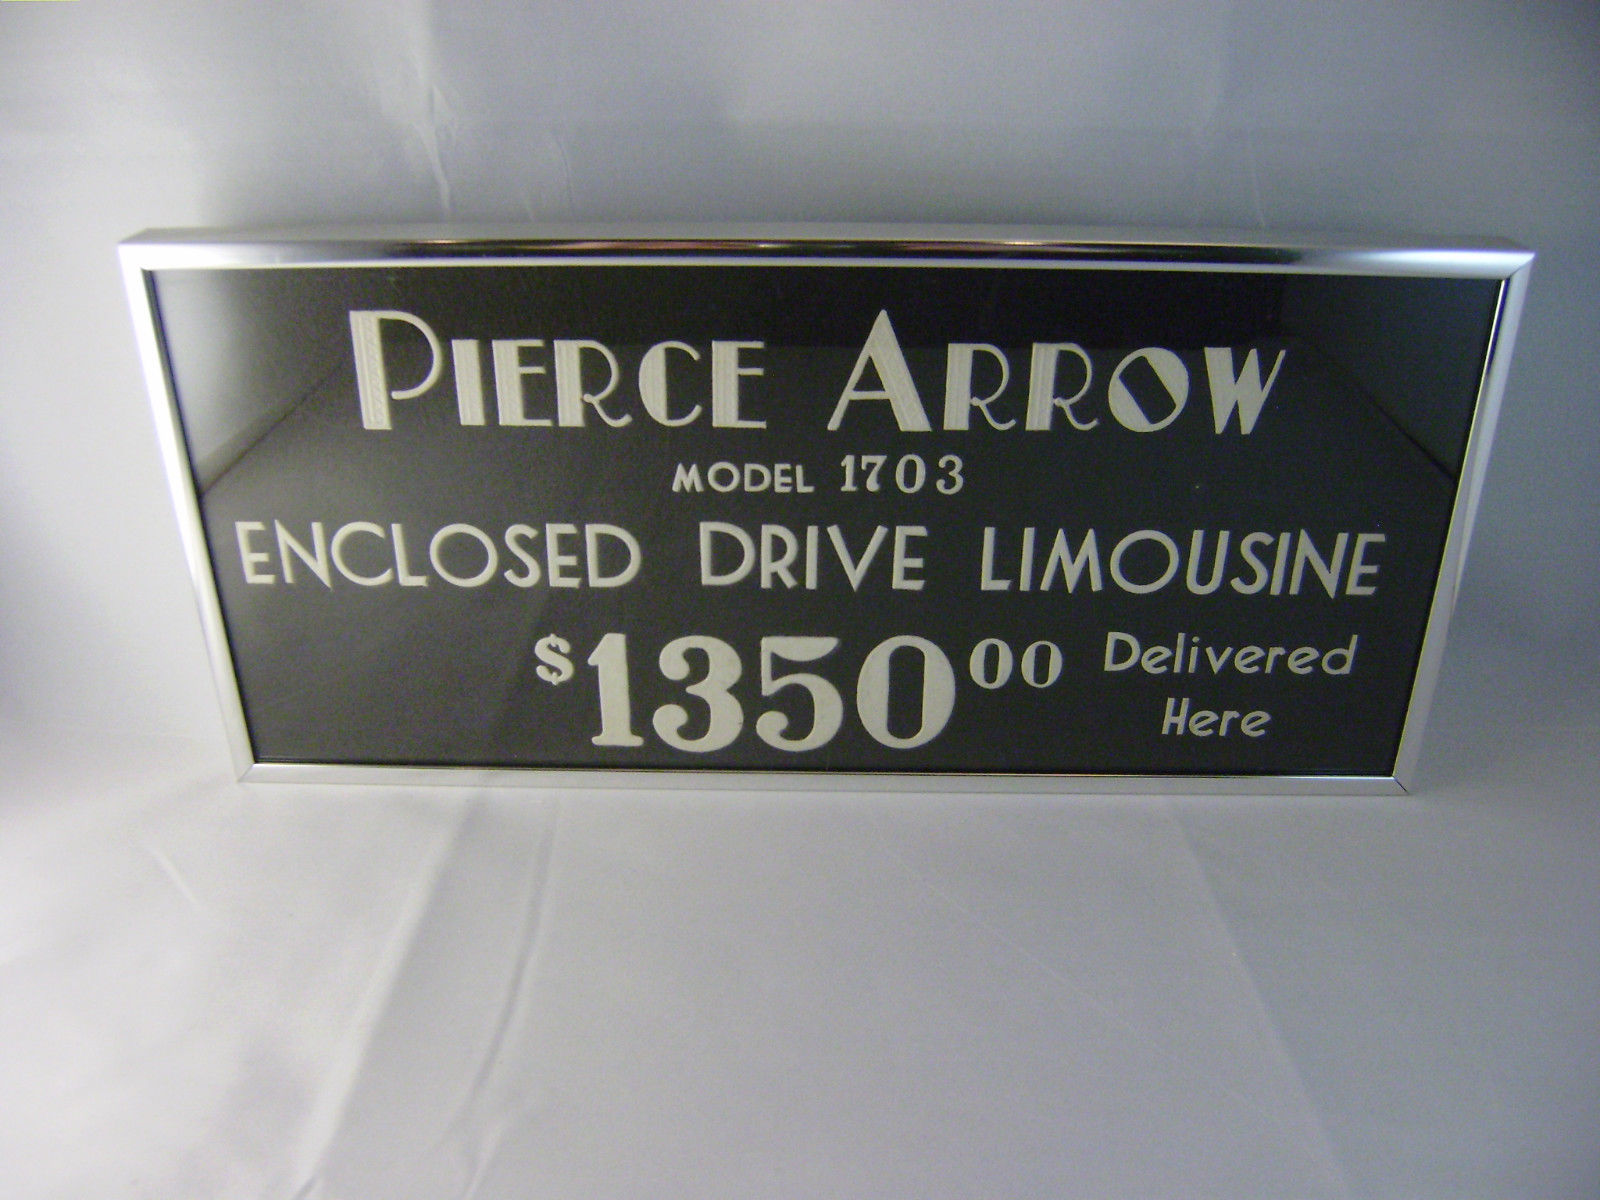 PIERCE ARROW
MODEL 1703
ENCLOSED DRIVE LIMOUSINE
$1350 00 Delivered
Here